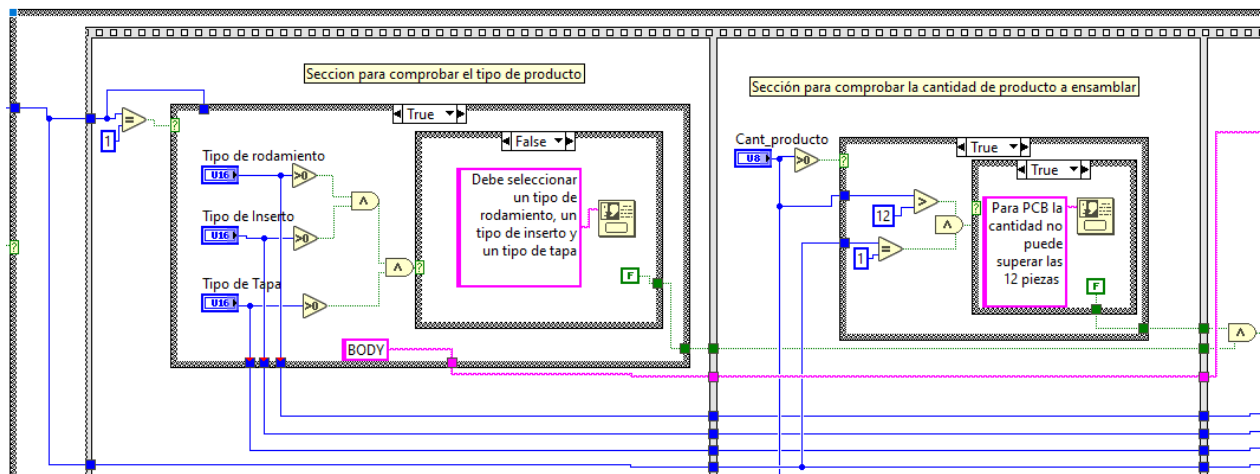 Seccion para comprobar el tipo de producto
Sección para comprobar la cantidad de producto a ensamblar
True
=
1
False
Tipo de rodamiento
U16
>0
Tipo de Inserto
U16
>0
Tipo de Tapa
U16
>0
Debe seleccionar
un tipo de
rodamiento, un
tipo de inserto y
un tipo de tapa
F
BODY
Cant_producto
U8
>0
True
True
>
12
=
1
Para PCB la
cantidad no
puede
superar las
12 piezas
F